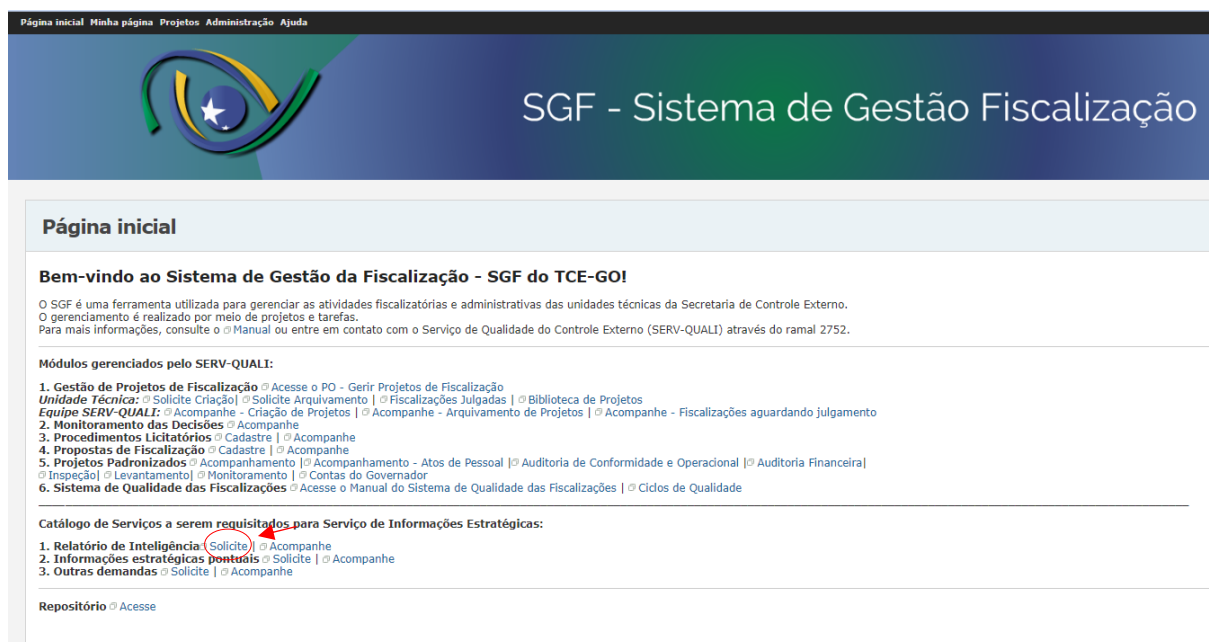 Página inicial Minha página Projetos Administração Ajuda
SGF - Sistema de Gestão Fiscalização
Página inicial
Bem-vindo ao Sistema de Gestão da Fiscalização - SGF do TCE-GO!
O SGF é uma ferramenta utilizada para gerenciar as atividades fiscalizatórias e administrativas das unidades técnicas da Secretaria de Controle Externo.
O gerenciamento é realizado por meio de projetos e tarefas.
Para mais informações, consulte o Manual ou entre em contato com o Serviço de Qualidade do Controle Externo (SERV-QUALI) através do ramal 2752.
Módulos gerenciados pelo SERV-QUALI:
1. Gestão de Projetos de Fiscalização Acesse o PO - Gerir Projetos de Fiscalização
Unidade Técnica: Solicite Criação| Solicite Arquivamento | Fiscalizações Julgadas | Biblioteca de Projetos
Equipe SERV-QUALI: Acompanhe - Criação de Projetos | Acompanhe - Arquivamento de Projetos | Acompanhe - Fiscalizações aguardando julgamento
2. Monitoramento das Decisões Acompanhe
3. Procedimentos Licitatórios Cadastre | Acompanhe
4. Propostas de Fiscalização Cadastre | Acompanhe
5. Projetos Padronizados Acompanhamento | Acompanhamento - Atos de Pessoal | Auditoria de Conformidade e Operacional | Auditoria Financeira|
Inspeção| Levantamento| Monitoramento | Contas do Governador
6. Sistema de Qualidade das Fiscalizações Acesse o Manual do Sistema de Qualidade das Fiscalizações | Ciclos de Qualidade
Catálogo de Serviços a serem requisitados para Serviço de Informações Estratégicas:
1. Relatório de Inteligência Solicite | Acompanhe
2. Informações estratégicas pontuais Solicite | Acompanhe
3. Outras demandas Solicite | Acompanhe
Repositório Acesse